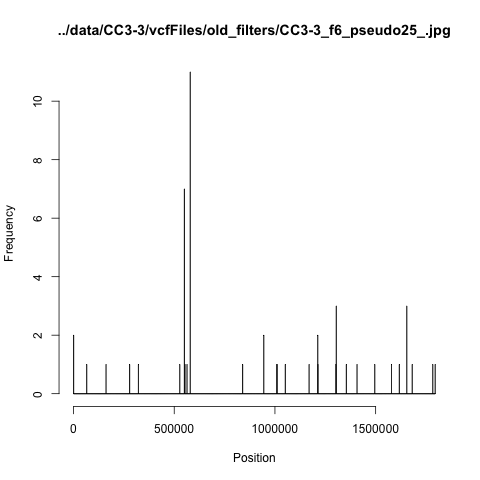 ../data/CC3-3/vcfFiles/old_filters/CC3-3_f6_pseudo25_.jpg
Frequency
10
8
6
4
2
0
0 500000 1000000 1500000
Position